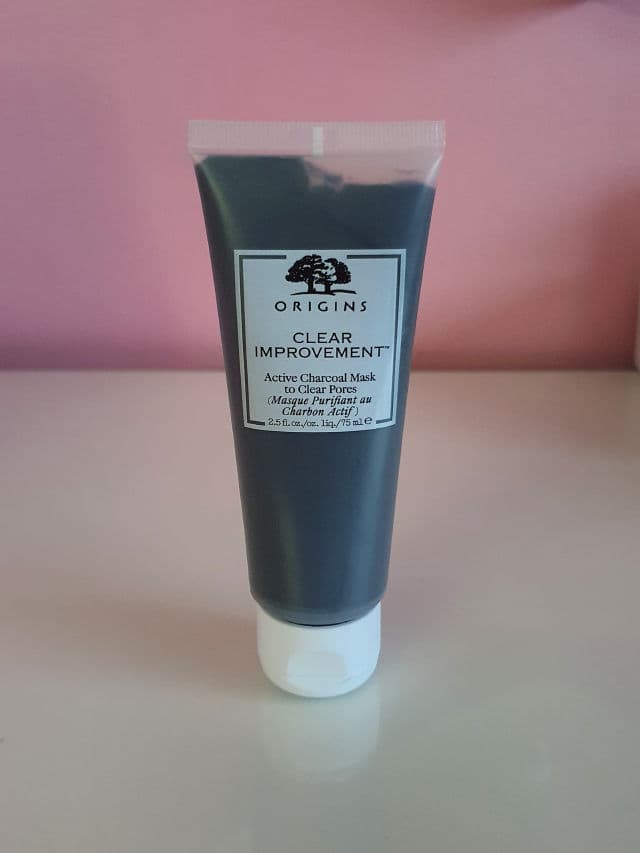 ORIGINS
CLEAR
IMPROVEMENT™
Active Charcoal Mask
to Clear Pores
(Masque Purifiant au
Charbon Actif)
2.5 fl.oz./oz. liq./75 ml℮